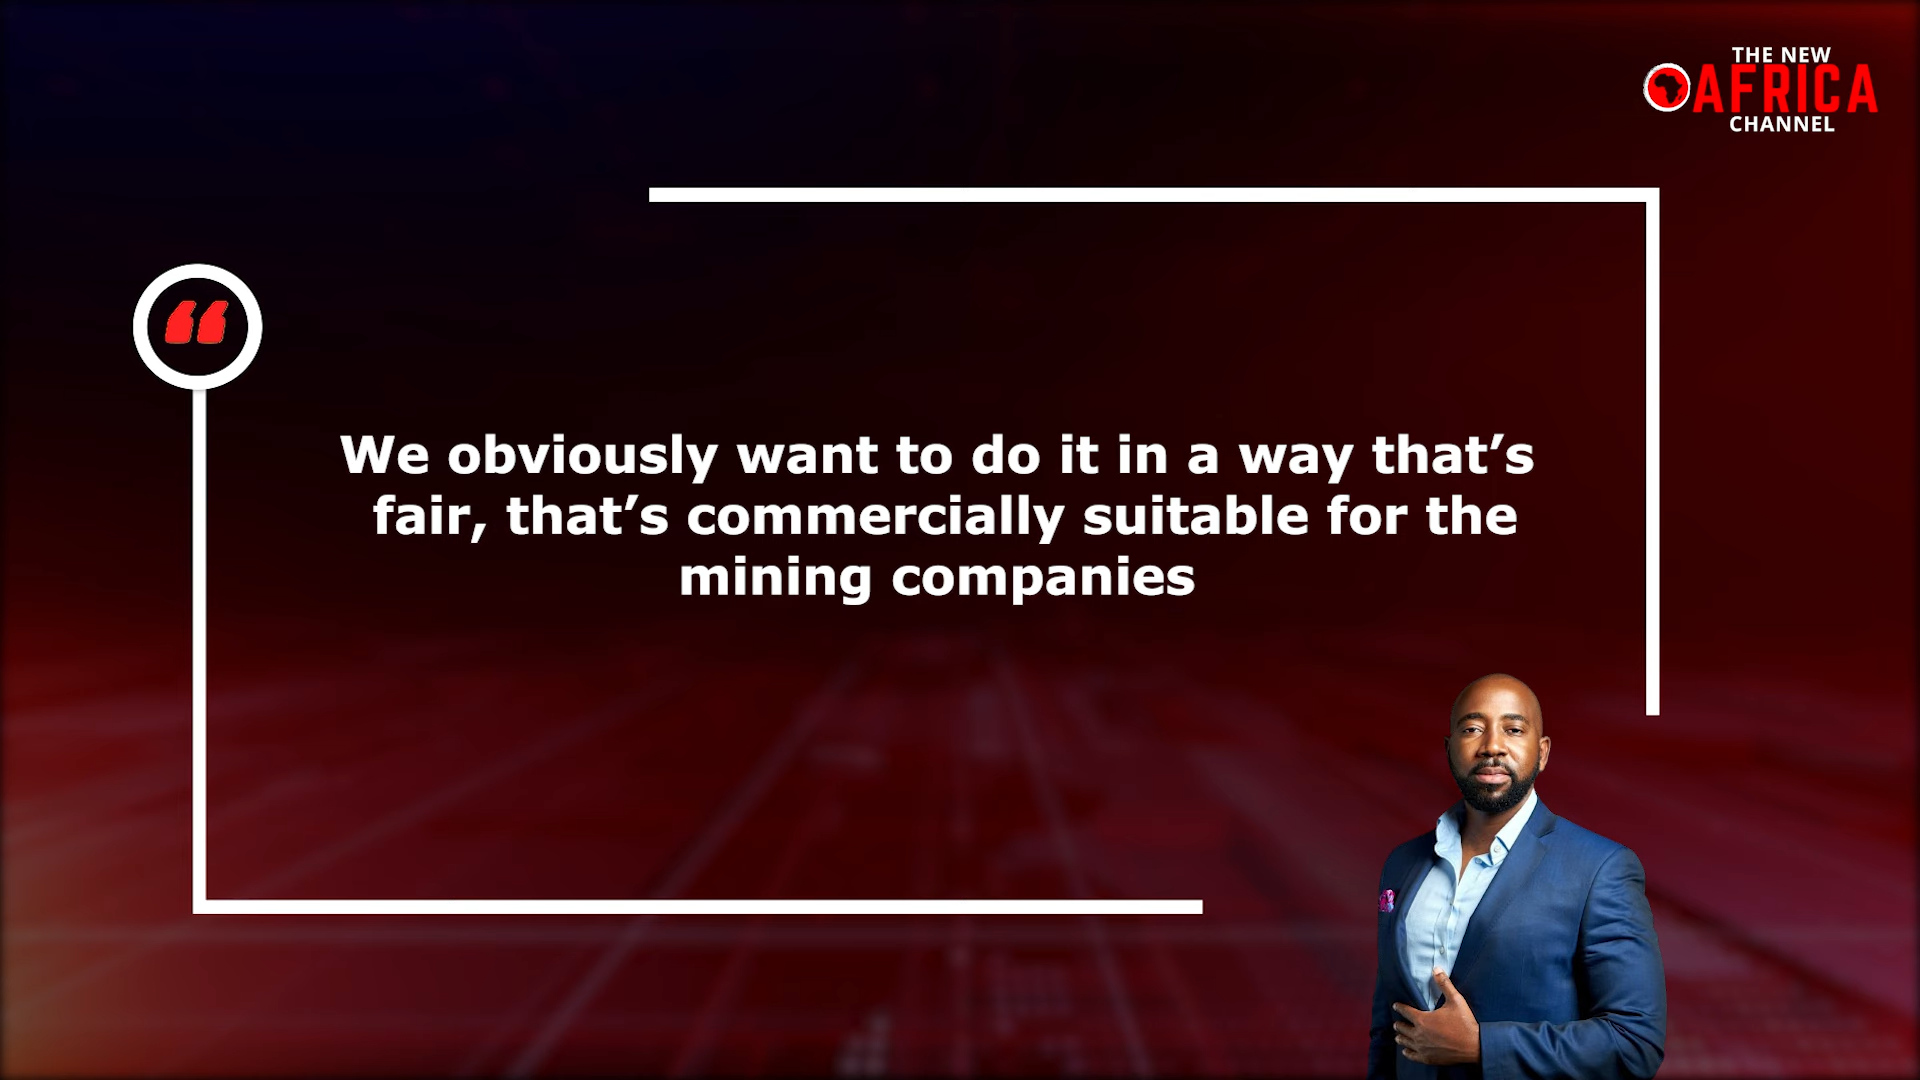 THE NEW
AFRICA
CHANNEL
“
We obviously want to do it in a way that’s
fair, that’s commercially suitable for the
mining companies